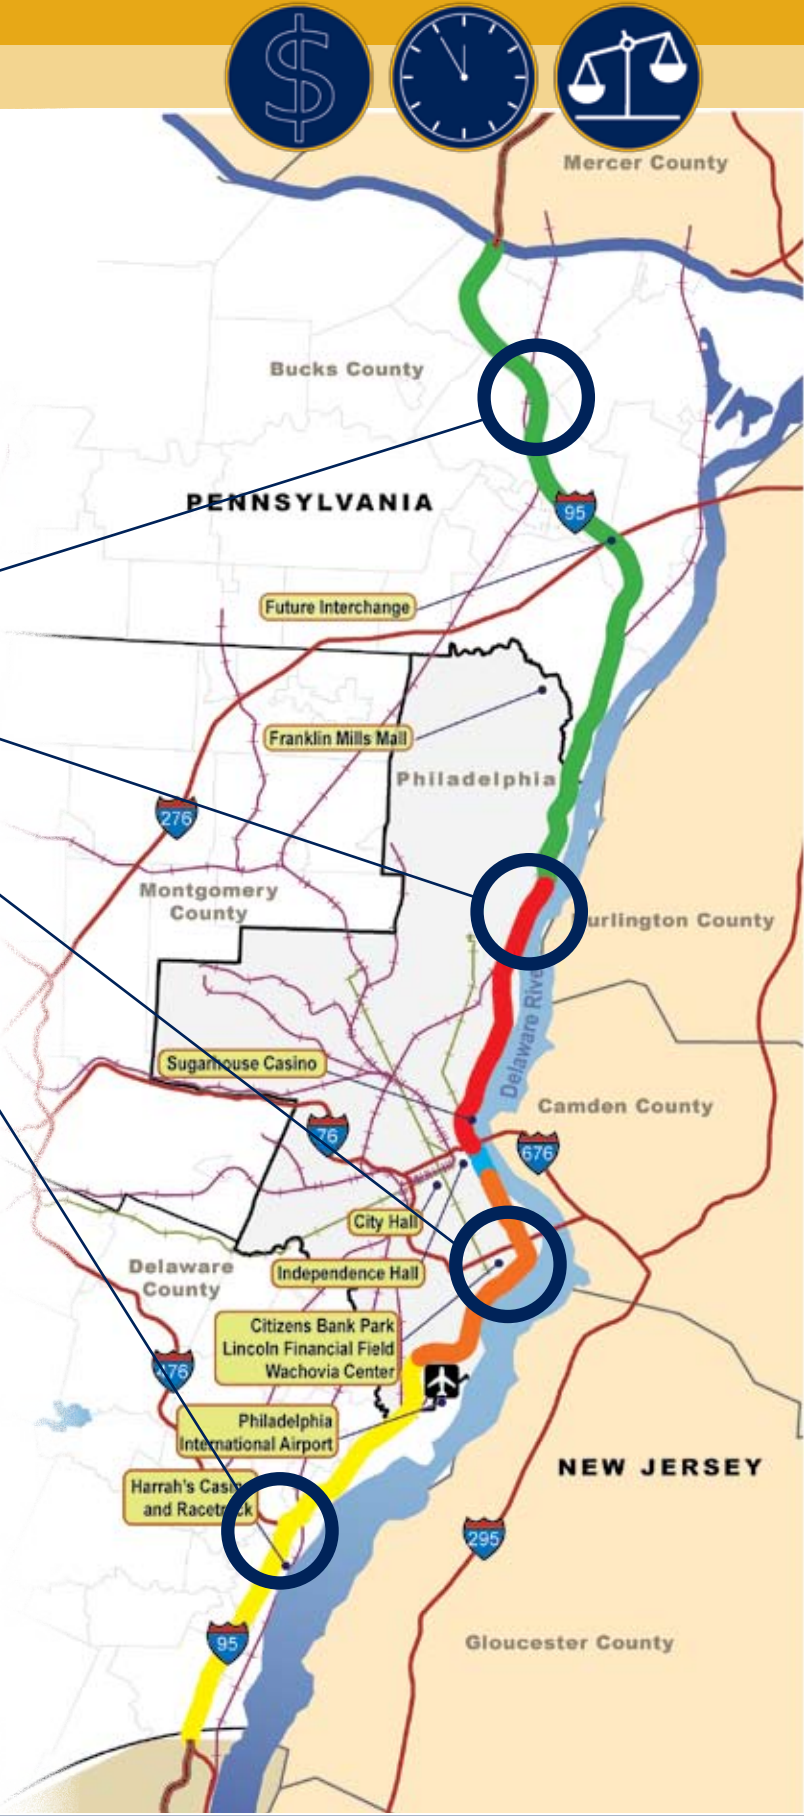 Mercer County
Bucks County
PENNSYLVANIA
95
Future Interchange
Franklin Mills Mall
Philadelphia
276
Montgomery
County
urlington County
Delaware Rive
Sugarhouse Casino
Camden County
76
676
City Hall
Delaware
County
Independence Hall
Citizens Bank Park
Lincoln Financial Field
Wachovia Center
476
Philadelphia
International Airport
NEW JERSEY
Harrah's Casino
and Racetrack
295
95
Gloucester County